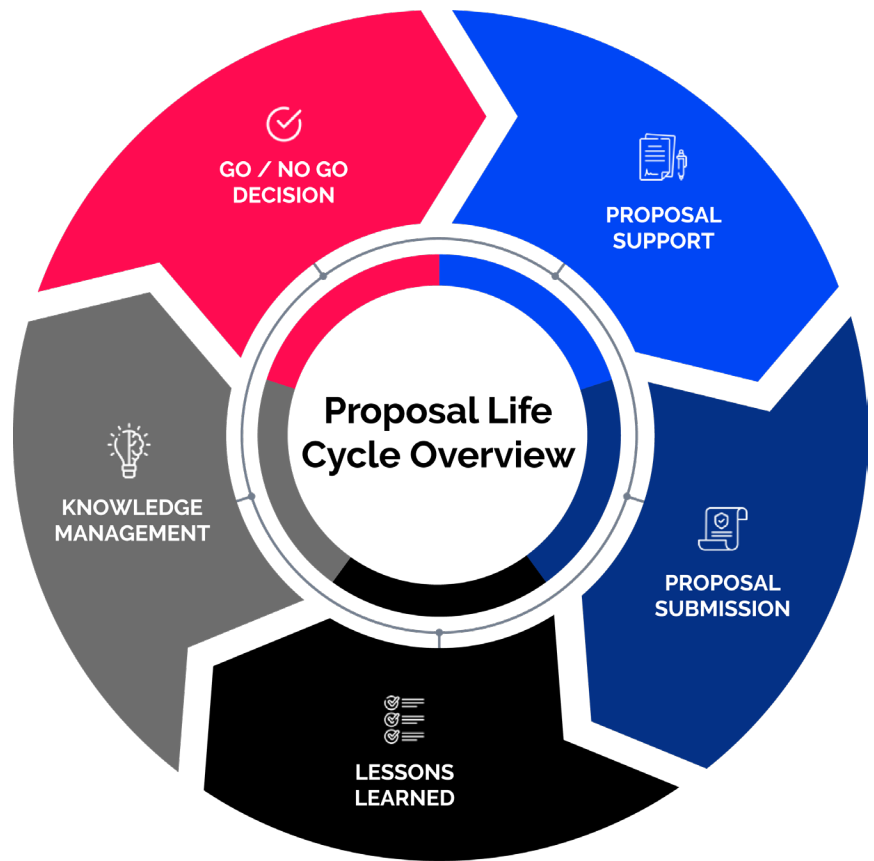 Proposal Life
Cycle Overview
GO / NO GO
DECISION
PROPOSAL
SUPPORT
PROPOSAL
SUBMISSION
LESSONS
LEARNED
KNOWLEDGE
MANAGEMENT